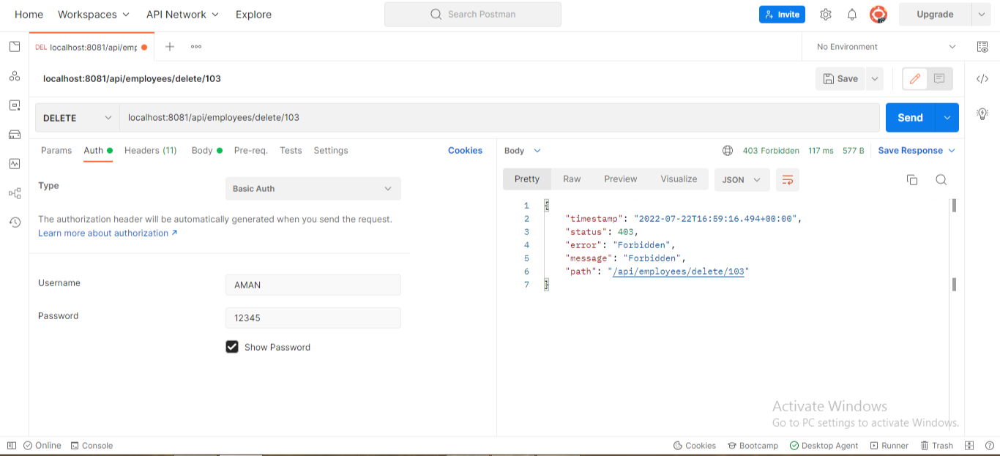 Home Workspaces API Network Explore Search Postman Invite Upgrade
DEL localhost:8081/api/emp No Environment
localhost:8081/api/employees/delete/103 Save
DELETE localhost:8081/api/employees/delete/103 Send
Params Auth Headers (11) Body Pre-req. Tests Settings Cookies
Body 403 Forbidden 117 ms 577 B Save Response
Type Basic Auth
Pretty Raw Preview Visualize JSON
The authorization header will be automatically generated when you send the request.
Learn more about authorization ↗
Username AMAN
Password 12345
Show Password
1 {
2 "timestamp": "2022-07-22T16:59:16.494+00:00",
3 "status": 403,
4 "error": "Forbidden",
5 "message": "Forbidden",
6 "path": "/api/employees/delete/103"
7 }
Activate Windows
Go to PC settings to activate Windows.
Online Console Cookies Bootcamp Desktop Agent Runner Trash